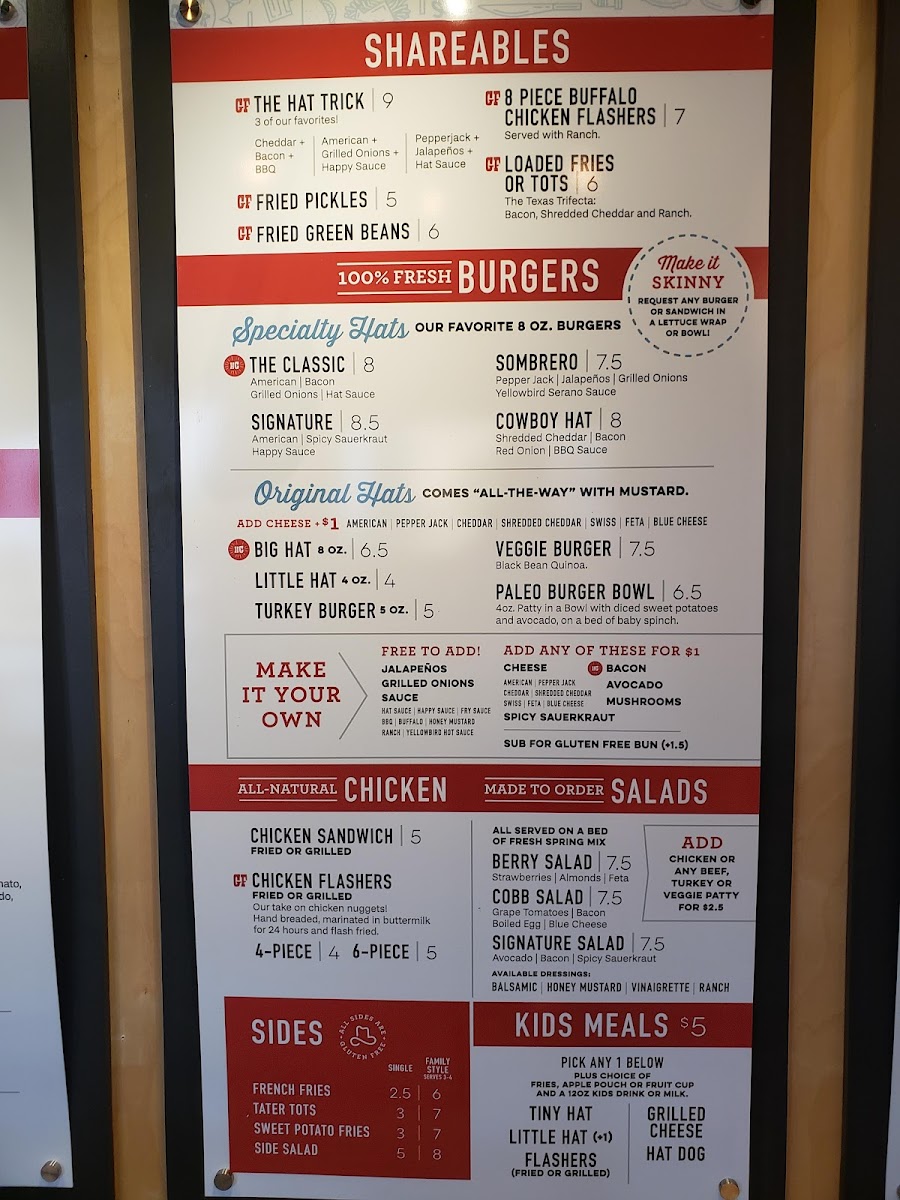 SHAREABLES
GF THE HAT TRICK | 9
3 of our favorites!
Cheddar +
Bacon +
BBQ
American +
Grilled Onions +
Happy Sauce
Pepperjack +
Jalapeños +
Hat Sauce
GF FRIED PICKLES | 5
GF FRIED GREEN BEANS | 6
GF 8 PIECE BUFFALO
CHICKEN FLASHERS | 7
Served with Ranch.
GF LOADED FRIES
OR TOTS | 6
The Texas Trifecta:
Bacon, Shredded Cheddar and Ranch.
100% FRESH BURGERS
Make it
SKINNY
REQUEST ANY BURGER
OR SANDWICH IN
A LETTUCE WRAP
OR BOWL!
Specialty Hats OUR FAVORITE 8 OZ. BURGERS
HC THE CLASSIC | 8
American | Bacon
Grilled Onions | Hat Sauce
SIGNATURE | 8.5
American | Spicy Sauerkraut
Happy Sauce
SOMBRERO | 7.5
Pepper Jack | Jalapeños | Grilled Onions
Yellowbird Serano Sauce
COWBOY HAT | 8
Shredded Cheddar | Bacon
Red Onion | BBQ Sauce
Original Hats COMES "ALL-THE-WAY" WITH MUSTARD.
ADD CHEESE +$1 AMERICAN | PEPPER JACK | CHEDDAR | SHREDDED CHEDDAR | SWISS | FETA | BLUE CHEESE
HC BIG HAT 8 OZ. | 6.5
LITTLE HAT 4 OZ. | 4
TURKEY BURGER 5 OZ. | 5
VEGGIE BURGER | 7.5
Black Bean Quinoa.
PALEO BURGER BOWL | 6.5
4oz. Patty in a Bowl with diced sweet potatoes
and avocado, on a bed of baby spinch.
MAKE
IT YOUR
OWN
FREE TO ADD!
JALAPEÑOS
GRILLED ONIONS
SAUCE
HAT SAUCE | HAPPY SAUCE | FRY SAUCE
BBQ | BUFFALO | HONEY MUSTARD
RANCH | YELLOWBIRD HOT SAUCE
ADD ANY OF THESE FOR $1
CHEESE
AMERICAN | PEPPER JACK
CHEDDAR | SHREDDED CHEDDAR
SWISS | FETA | BLUE CHEESE
SPICY SAUERKRAUT
HC BACON
AVOCADO
MUSHROOMS
SUB FOR GLUTEN FREE BUN (+1.5)
ALL-NATURAL CHICKEN
CHICKEN SANDWICH | 5
FRIED OR GRILLED
GF CHICKEN FLASHERS
FRIED OR GRILLED
Our take on chicken nuggets!
Hand breaded, marinated in buttermilk
for 24 hours and flash fried.
4-PIECE | 4 6-PIECE | 5
MADE TO ORDER SALADS
ALL SERVED ON A BED
OF FRESH SPRING MIX
BERRY SALAD | 7.5
Strawberries | Almonds | Feta
COBB SALAD | 7.5
Grape Tomatoes | Bacon
Boiled Egg | Blue Cheese
SIGNATURE SALAD | 7.5
Avocado | Bacon | Spicy Sauerkraut
AVAILABLE DRESSINGS:
BALSAMIC | HONEY MUSTARD | VINAIGRETTE | RANCH
ADD
CHICKEN OR
ANY BEEF,
TURKEY OR
VEGGIE PATTY
FOR $2.5
SIDES
ALL SIDES ARE
GLUTEN FREE
SINGLE
FAMILY
STYLE
SERVES 3-4
FRENCH FRIES 2.5 | 6
TATER TOTS 3 | 7
SWEET POTATO FRIES 3 | 7
SIDE SALAD 5 | 8
KIDS MEALS $5
PICK ANY 1 BELOW
PLUS CHOICE OF
FRIES, APPLE POUCH OR FRUIT CUP
AND A 12OZ KIDS DRINK OR MILK.
TINY HAT
LITTLE HAT (+1)
FLASHERS
(FRIED OR GRILLED)
GRILLED
CHEESE
HAT DOG